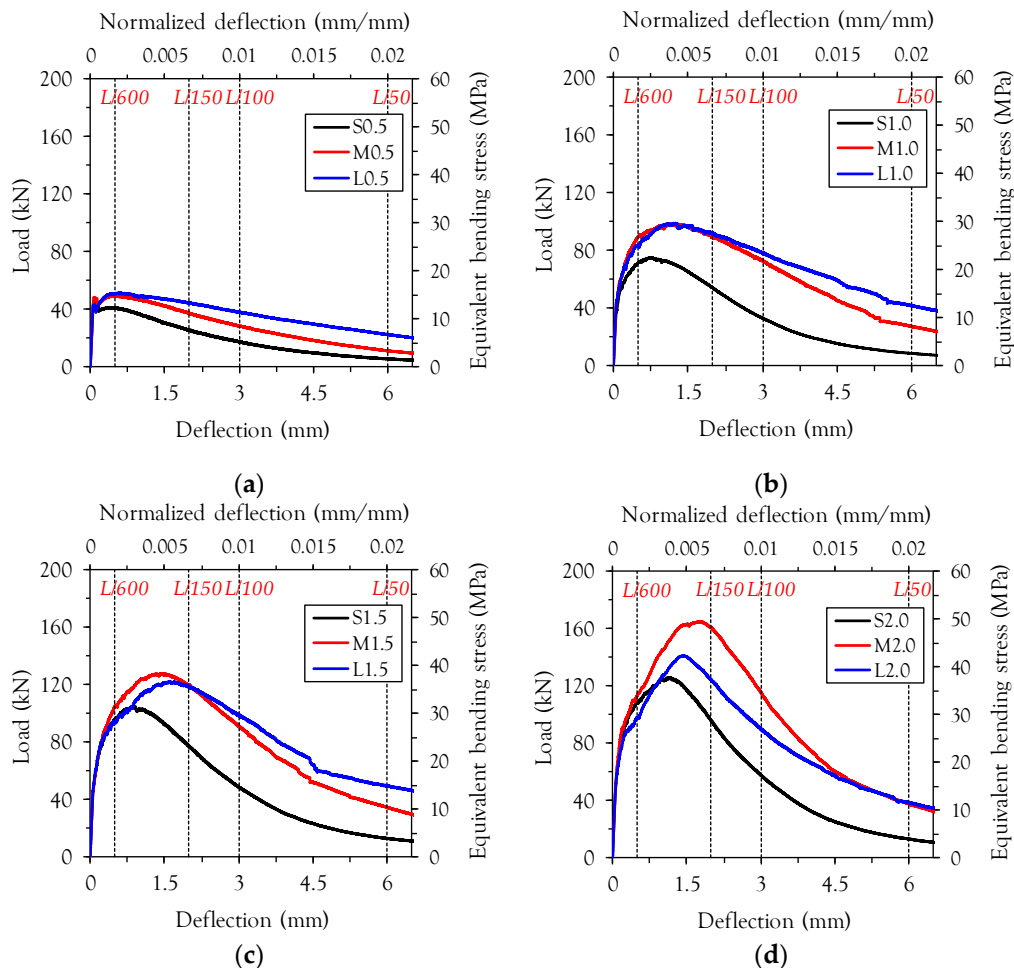 (a)
Normalized deflection (mm/mm)
0 0.005 0.01 0.015 0.02
L/600 L/150 L/100 L/50
S0.5
M0.5
L0.5
Load (kN)
200
160
120
80
40
0
Equivalent bending stress (MPa)
60
50
40
30
20
10
0
0 1.5 3 4.5 6
Deflection (mm)
(a)
Normalized deflection (mm/mm)
0 0.005 0.01 0.015 0.02
L/600 L/150 L/100 L/50
S1.0
M1.0
L1.0
Load (kN)
200
160
120
80
40
0
Equivalent bending stress (MPa)
60
50
40
30
20
10
0
0 1.5 3 4.5 6
Deflection (mm)
(b)
Normalized deflection (mm/mm)
0 0.005 0.01 0.015 0.02
L/600 L/150 L/100 L/50
S1.5
M1.5
L1.5
Load (kN)
200
160
120
80
40
0
Equivalent bending stress (MPa)
60
50
40
30
20
10
0
0 1.5 3 4.5 6
Deflection (mm)
(c)
Normalized deflection (mm/mm)
0 0.005 0.01 0.015 0.02
L/600 L/150 L/100 L/50
S2.0
M2.0
L2.0
Load (kN)
200
160
120
80
40
0
Equivalent bending stress (MPa)
60
50
40
30
20
10
0
0 1.5 3 4.5 6
Deflection (mm)
(d)